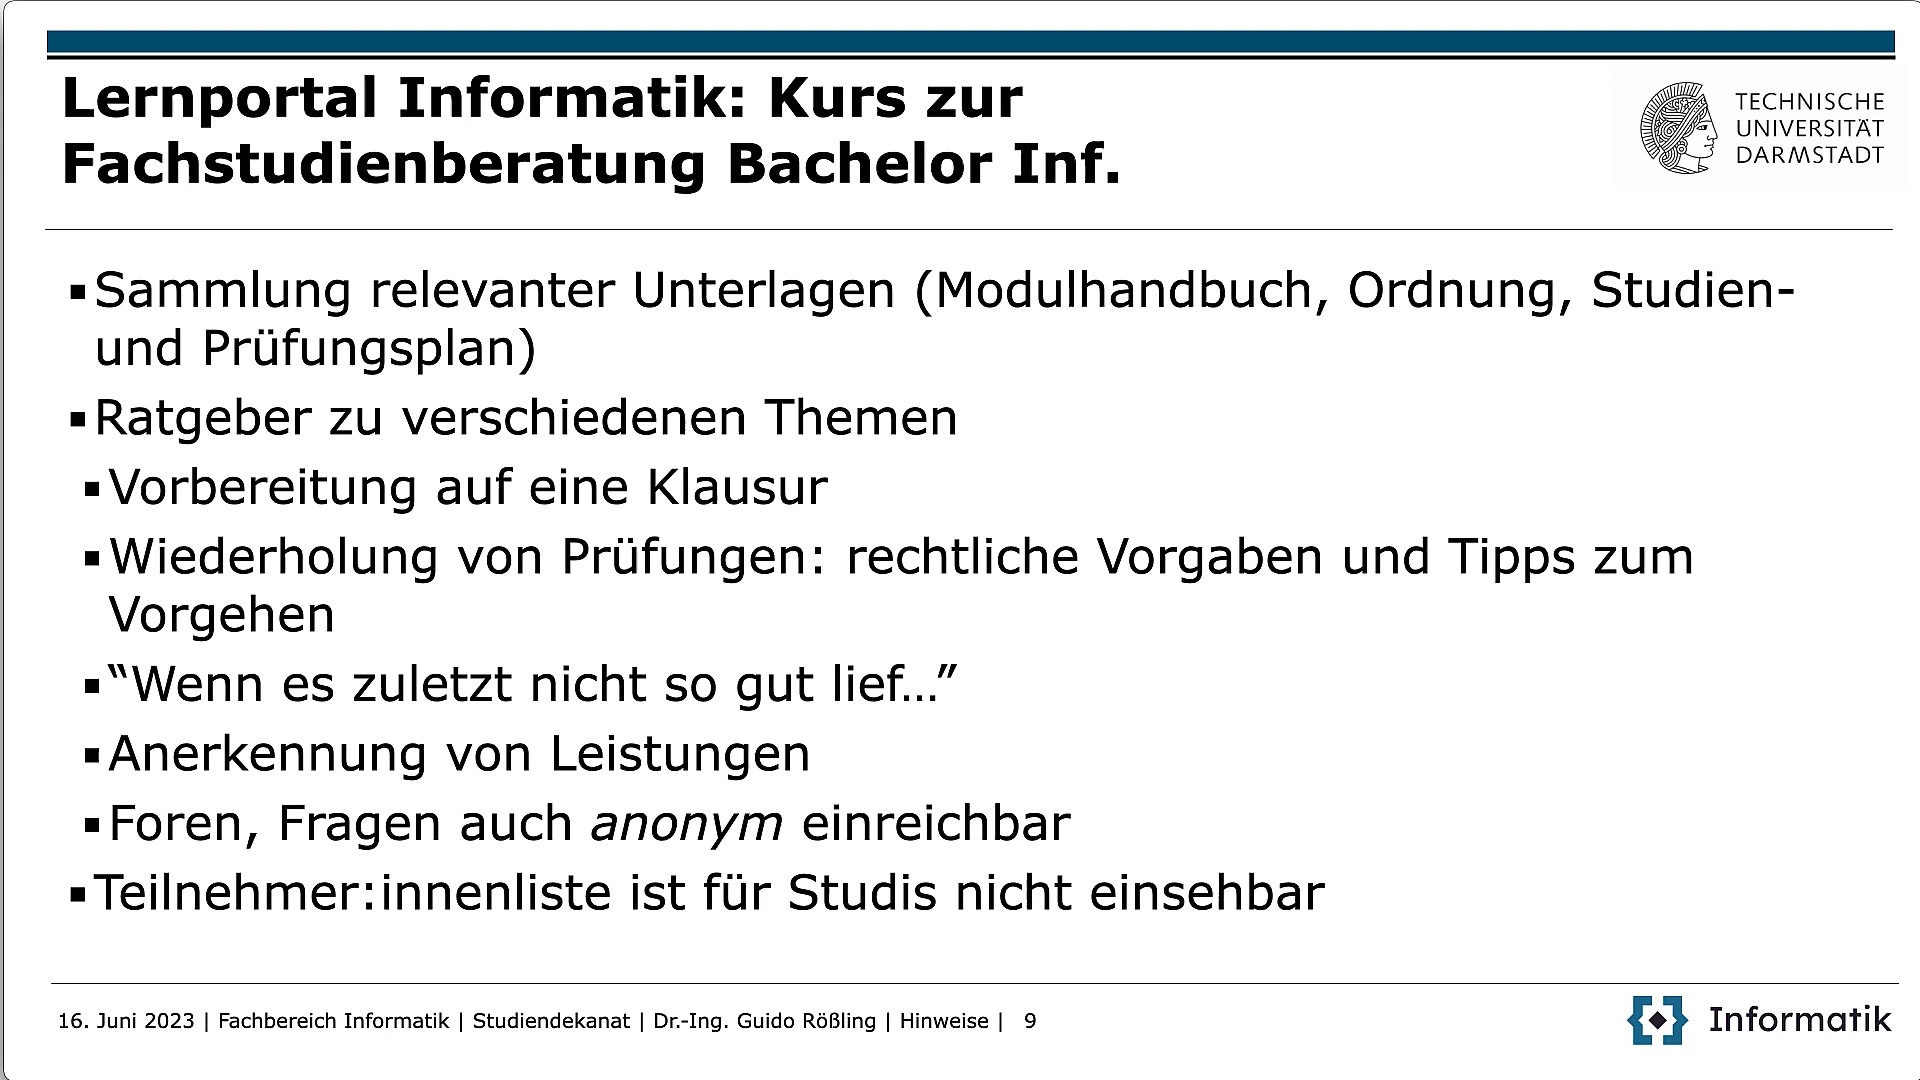 Lernportal Informatik: Kurs zur
Fachstudienberatung Bachelor Inf.
TECHNISCHE
UNIVERSITÄT
DARMSTADT
▪Sammlung relevanter Unterlagen (Modulhandbuch, Ordnung, Studien-
und Prüfungsplan)
▪Ratgeber zu verschiedenen Themen
▪Vorbereitung auf eine Klausur
▪Wiederholung von Prüfungen: rechtliche Vorgaben und Tipps zum
Vorgehen
▪“Wenn es zuletzt nicht so gut lief…”
▪Anerkennung von Leistungen
▪Foren, Fragen auch anonym einreichbar
▪Teilnehmer:innenliste ist für Studis nicht einsehbar
16. Juni 2023 | Fachbereich Informatik | Studiendekanat | Dr.-Ing. Guido Rößling | Hinweise | 9
Informatik